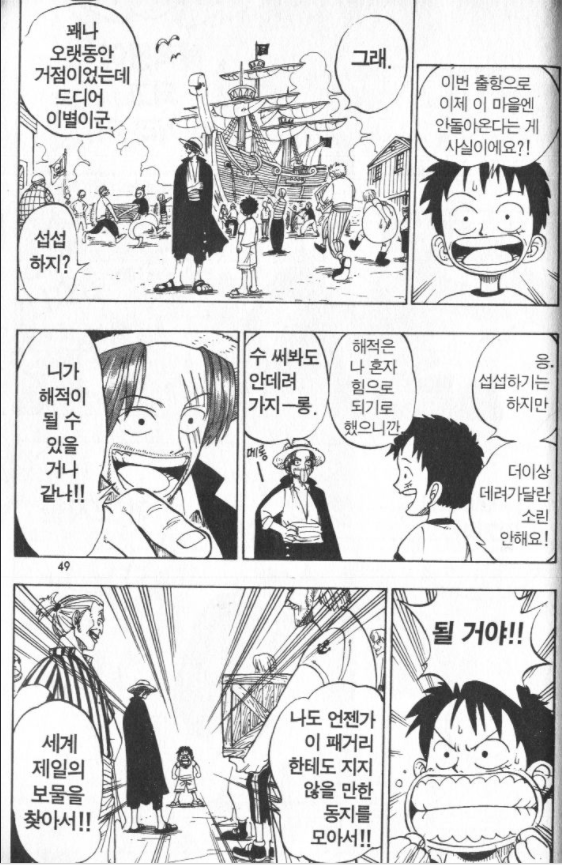 이번 출항으로
이제 이 마을엔
안돌아온다는 게
사실이에요?!
그래.
꽤나
오랫동안
거점이었는데
드디어
이별이군.
섭섭
하지?
응.
섭섭하기는
하지만
더이상
데려가달란
소린
안해요!
해적은
나 혼자
힘으로
되기로
했으니깐
수 써봐도
안데려
가지ㅡ롱.
메롱
니가
해적이
될 수
있을
거나
같냐!!
49
될 거야!!
나도 언젠가
이 패거리
한테도 지지
않을 만한
동지를
모아서!!
세계
제일의
보물을
찾아서!!